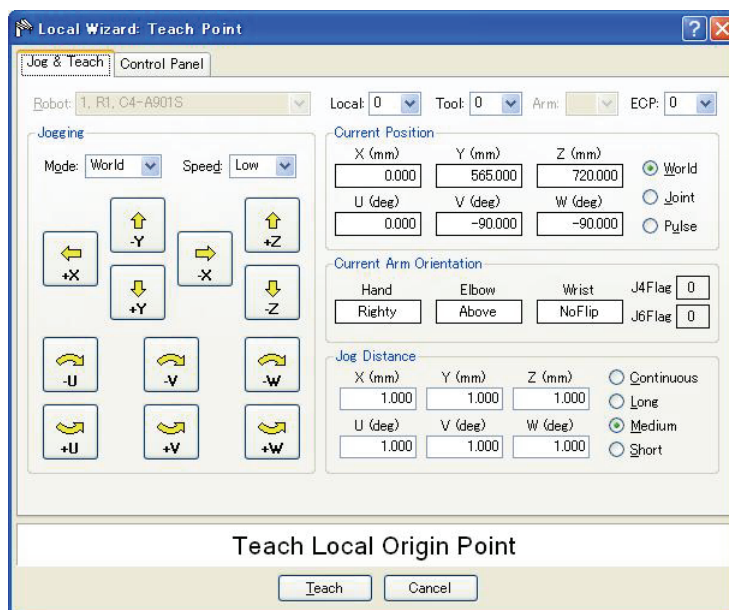 Local Wizard: Teach Point
Jog & Teach Control Panel
Robot: 1, R1, C4-A901S Local: 0 Tool: 0 Arm: ECP: 0
Jogging
Mode: World Speed: Low
-Y +Z
+X -X
+Y -Z
-U -V -W
+U +V +W
Current Position
X (mm) Y (mm) Z (mm)
0.000 565.000 720.000 World
U (deg) V (deg) W (deg) Joint
0.000 -90.000 -90.000 Pulse
Current Arm Orientation
Hand Elbow Wrist J4Flag 0
Righty Above NoFlip J6Flag 0
Jog Distance
X (mm) Y (mm) Z (mm) Continuous
1.000 1.000 1.000 Long
U (deg) V (deg) W (deg) Medium
1.000 1.000 1.000 Short
Teach Local Origin Point
Teach Cancel